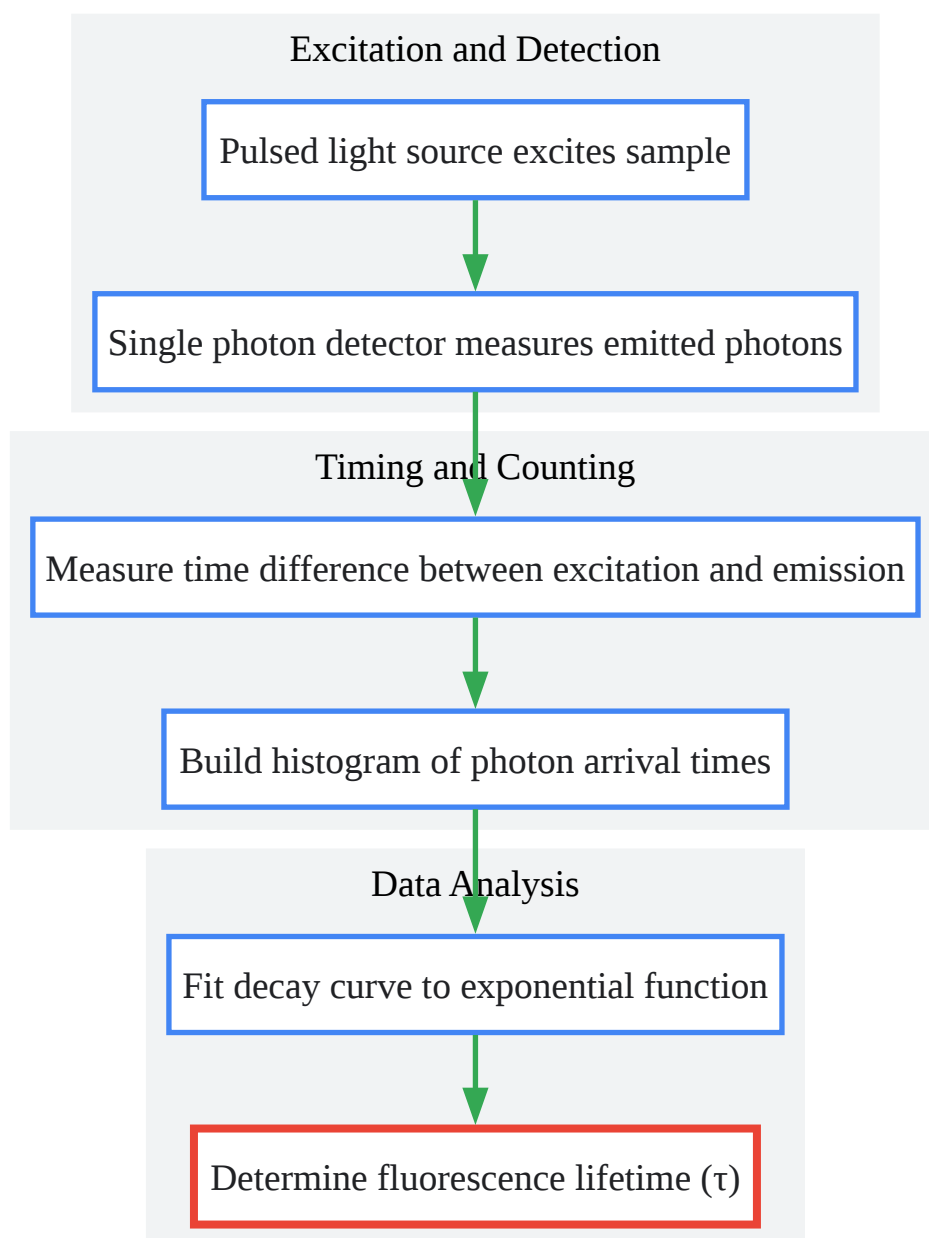 Excitation and Detection
Pulsed light source excites sample
Single photon detector measures emitted photons
Timing and Counting
Measure time difference between excitation and emission
Build histogram of photon arrival times
Data Analysis
Fit decay curve to exponential function
Determine fluorescence lifetime (τ)